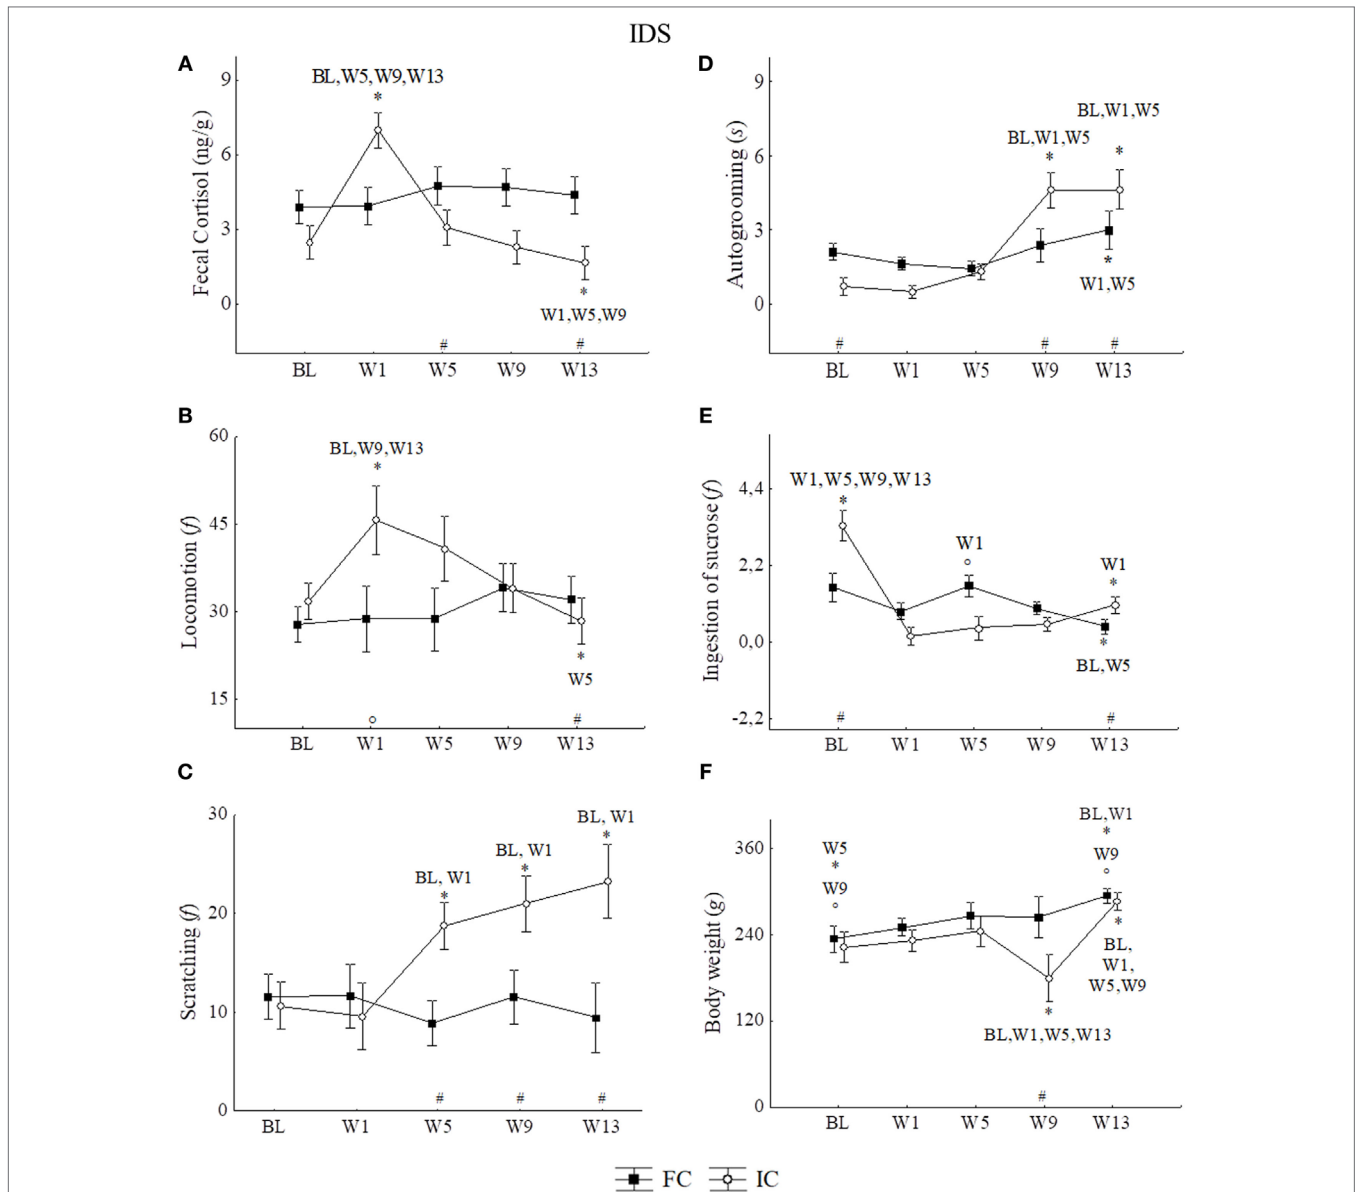 IDS
A
Fecal Cortisol (ng/g)
9
6
3
0
BL,W5,W9,W13
*
*
W1,W5,W9
# #
BL W1 W5 W9 W13
B
Locomotion (f)
60
45
30
15
BL,W9,W13
*
*
W5
° #
BL W1 W5 W9 W13
C
Scratching (f)
30
20
10
0
BL, W1
*
BL, W1
*
BL, W1
*
# # #
BL W1 W5 W9 W13
D
Autogrooming (s)
9
6
3
0
BL,W1,W5
*
BL,W1,W5
*
*
W1,W5
# # #
BL W1 W5 W9 W13
E
Ingestion of sucrose (f)
4,4
2,2
0,0
-2,2
W1,W5,W9,W13
*
W1
°
W1
*
*
BL,W5
# #
BL W1 W5 W9 W13
F
Body weight (g)
360
240
120
0
W5
*
W9
°
BL,W1
*
W9
°
*
BL,
W1,
W5,W9
*
BL,W1,W5,W13
#
BL W1 W5 W9 W13
FC IC